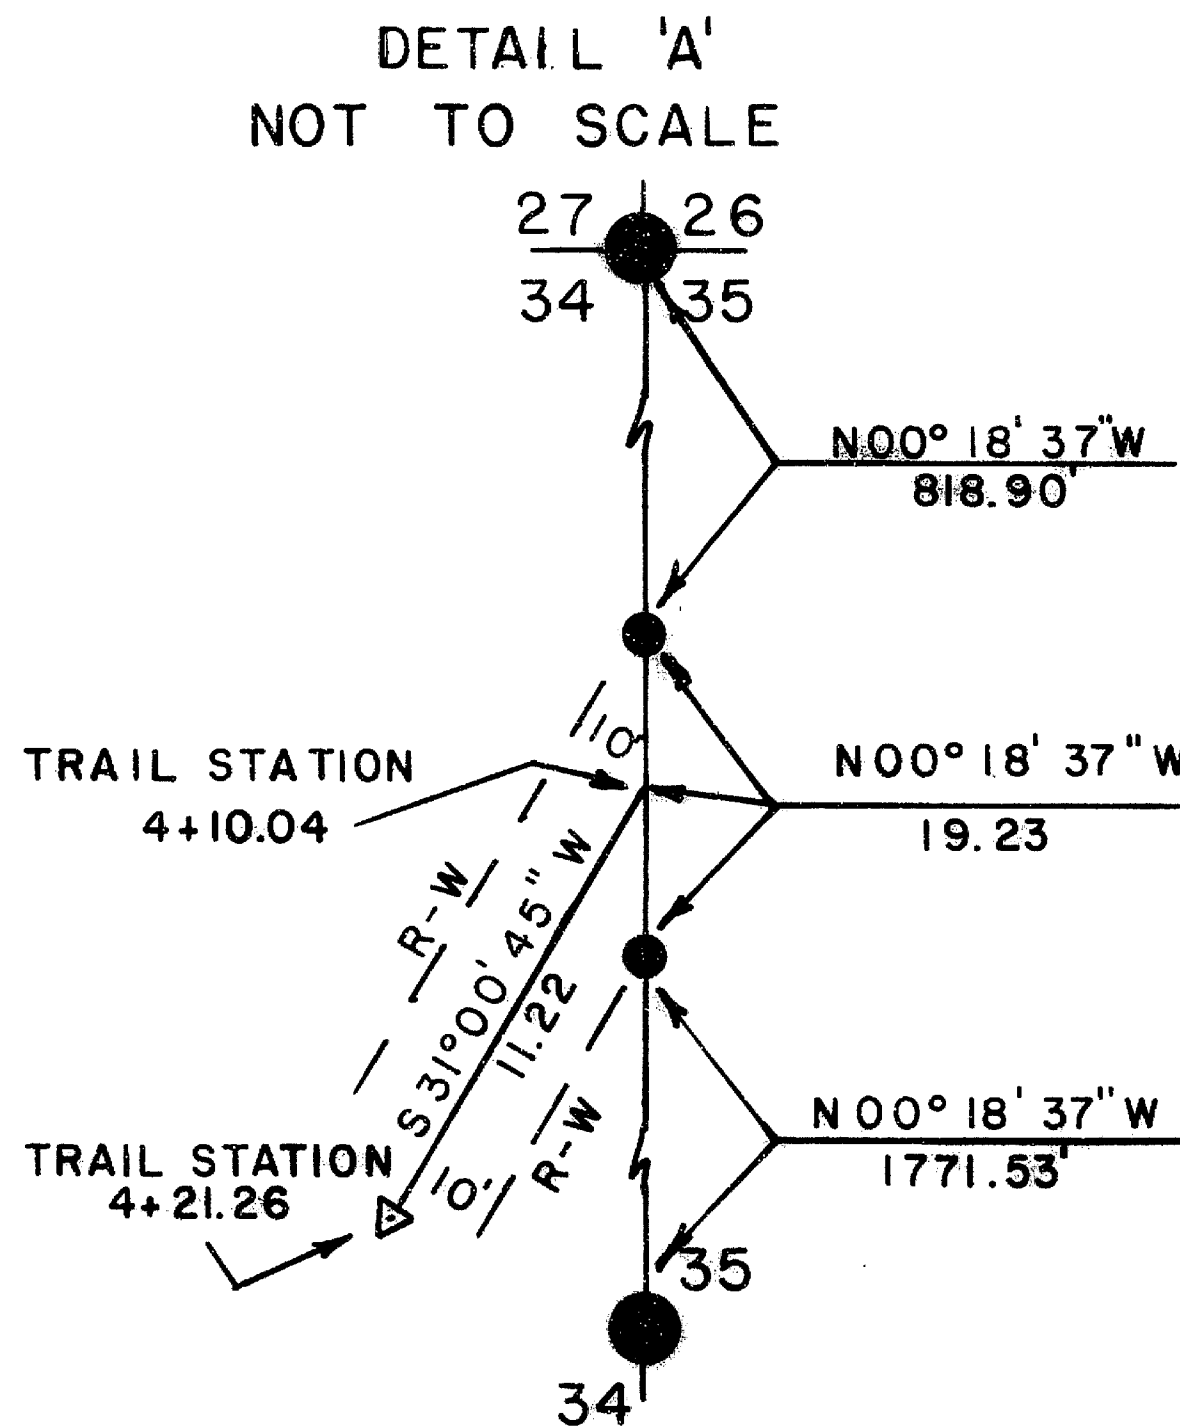 DETAIL 'A'
NOT TO SCALE
27 26
34 35
N00° 18' 37"W
818.90'
10'
TRAIL STATION
4+10.04
N00° 18' 37"W
19.23
R-W
S 31°00' 45" W
11.22
R-W
10'
TRAIL STATION
4+21.26
N00° 18' 37"W
1771.53'
35
34